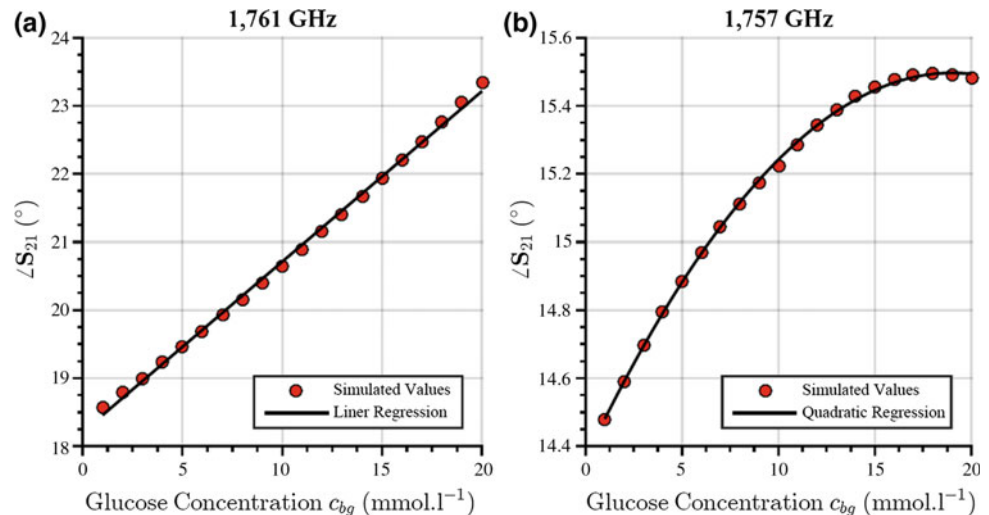 (a)
1,761 GHz
24
23
22
21
20
19
18
0
5
10
15
20
∠S21 (°)
Simulated Values
Liner Regression
Glucose Concentration cbg (mmol.l−1)
(b)
1,757 GHz
15.6
15.4
15.2
15
14.8
14.6
14.4
0
5
10
15
20
∠S21 (°)
Simulated Values
Quadratic Regression
Glucose Concentration cbg (mmol.l−1)